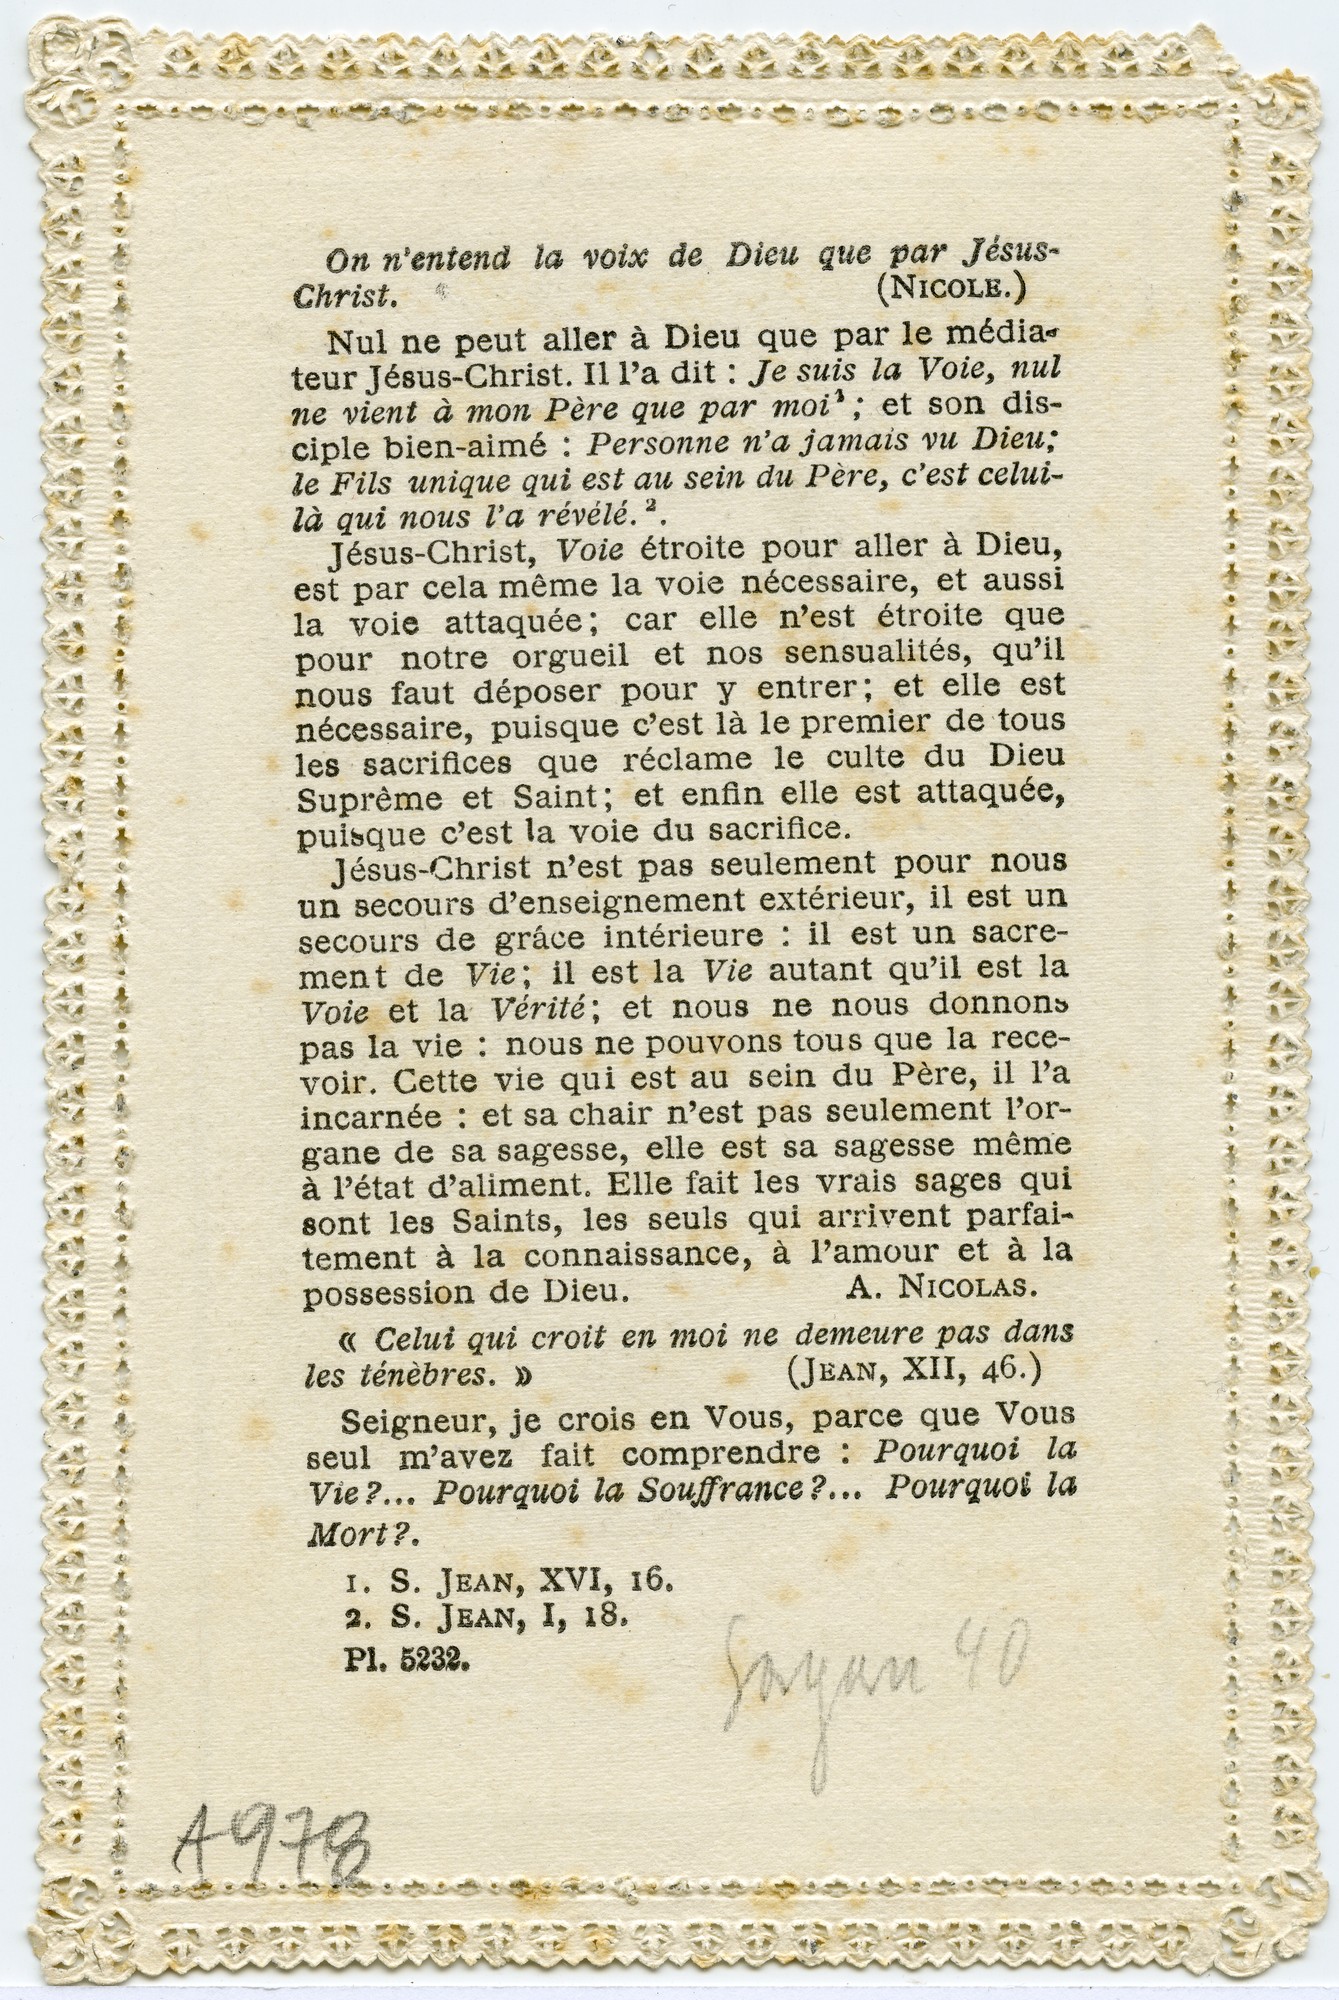 On n'entend la voix de Dieu que par Jésus-
Christ. (NICOLE.)
Nul ne peut aller à Dieu que par le média-
teur Jésus-Christ. Il l'a dit : Je suis la Voie, nul
ne vient à mon Père que par moi¹; et son dis-
ciple bien-aimé : Personne n'a jamais vu Dieu;
le Fils unique qui est au sein du Père, c'est celui-
là qui nous l'a révélé.².
Jésus-Christ, Voie étroite pour aller à Dieu,
est par cela même la voie nécessaire, et aussi
la voie attaquée; car elle n'est étroite que
pour notre orgueil et nos sensualités, qu'il
nous faut déposer pour y entrer; et elle est
nécessaire, puisque c'est là le premier de tous
les sacrifices que réclame le culte du Dieu
Suprême et Saint; et enfin elle est attaquée,
puisque c'est la voie du sacrifice.
Jésus-Christ n'est pas seulement pour nous
un secours d'enseignement extérieur, il est un
secours de grâce intérieure : il est un sacre-
ment de Vie; il est la Vie autant qu'il est la
Voie et la Vérité; et nous ne nous donnons
pas la vie : nous ne pouvons tous que la rece-
voir. Cette vie qui est au sein du Père, il l'a
incarnée : et sa chair n'est pas seulement l'or-
gane de sa sagesse, elle est sa sagesse même
à l'état d'aliment. Elle fait les vrais sages qui
sont les Saints, les seuls qui arrivent parfai-
tement à la connaissance, à l'amour et à la
possession de Dieu. A. NICOLAS.
« Celui qui croit en moi ne demeure pas dans
les ténèbres. » (JEAN, XII, 46.)
Seigneur, je crois en Vous, parce que Vous
seul m'avez fait comprendre : Pourquoi la
Vie?... Pourquoi la Souffrance?... Pourquoi la
Mort?.
1. S. JEAN, XVI, 16.
2. S. JEAN, I, 18.
Pl. 5232.
40
A978